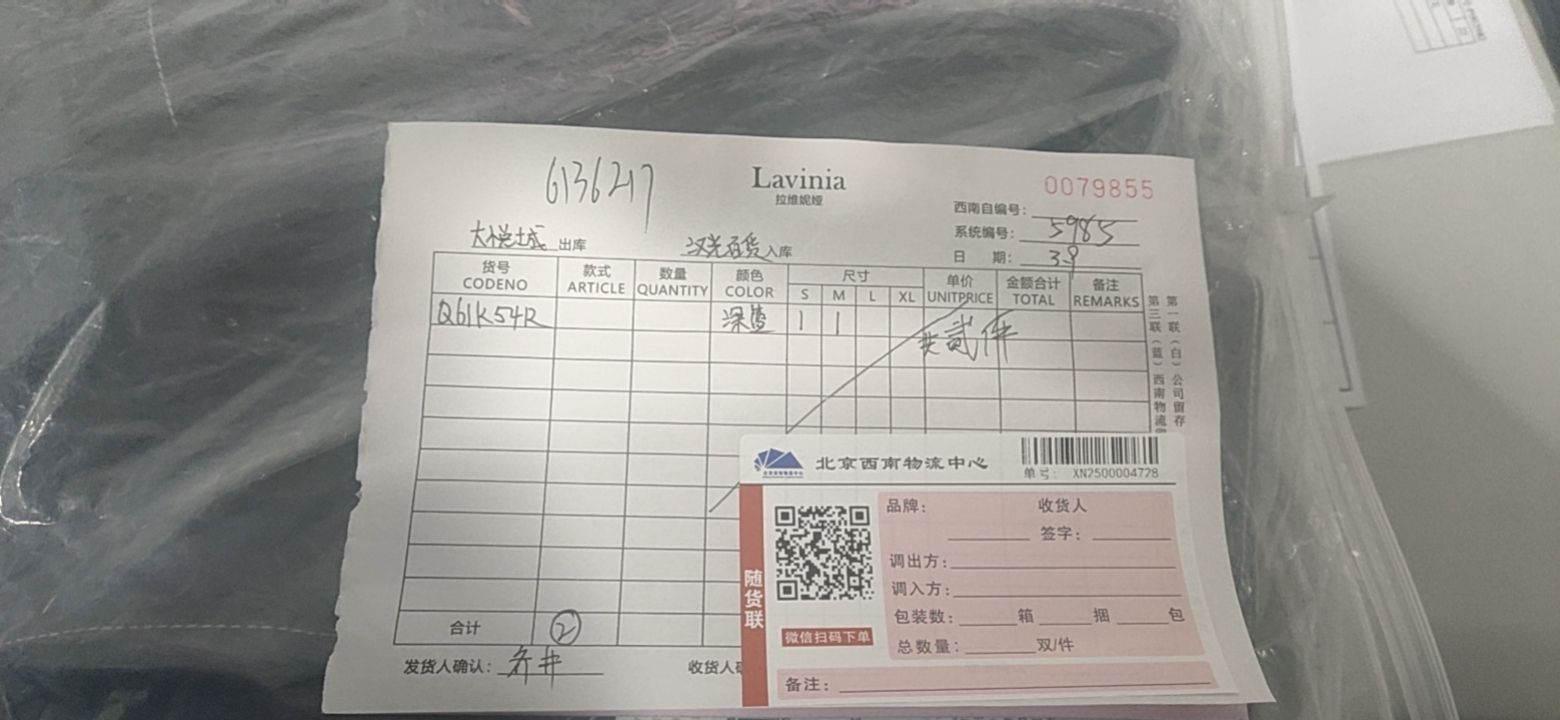 6136217
Lavinia
拉维妮娅
0079855
西南自编号：
系统编号：5985
日 期：3.9
大悦城 出库 汉光百货 入库
货号 款式 数量 颜色 尺寸 单价 金额合计 备注
CODENO ARTICLE QUANTITY COLOR S M L XL UNITPRICE TOTAL REMARKS
Q61K54R 深蓝 1 1
共贰件
第一联（白）公司留存
第三联（蓝）西南物流
合计 ②
发货人确认：
收货人
北京西南物流中心
单号： XN2500004728
随货联
微信扫码下单
品牌： 收货人
签字：
调出方：
调入方：
包装数： 箱 捆 包
总数量： 双/件
备注：